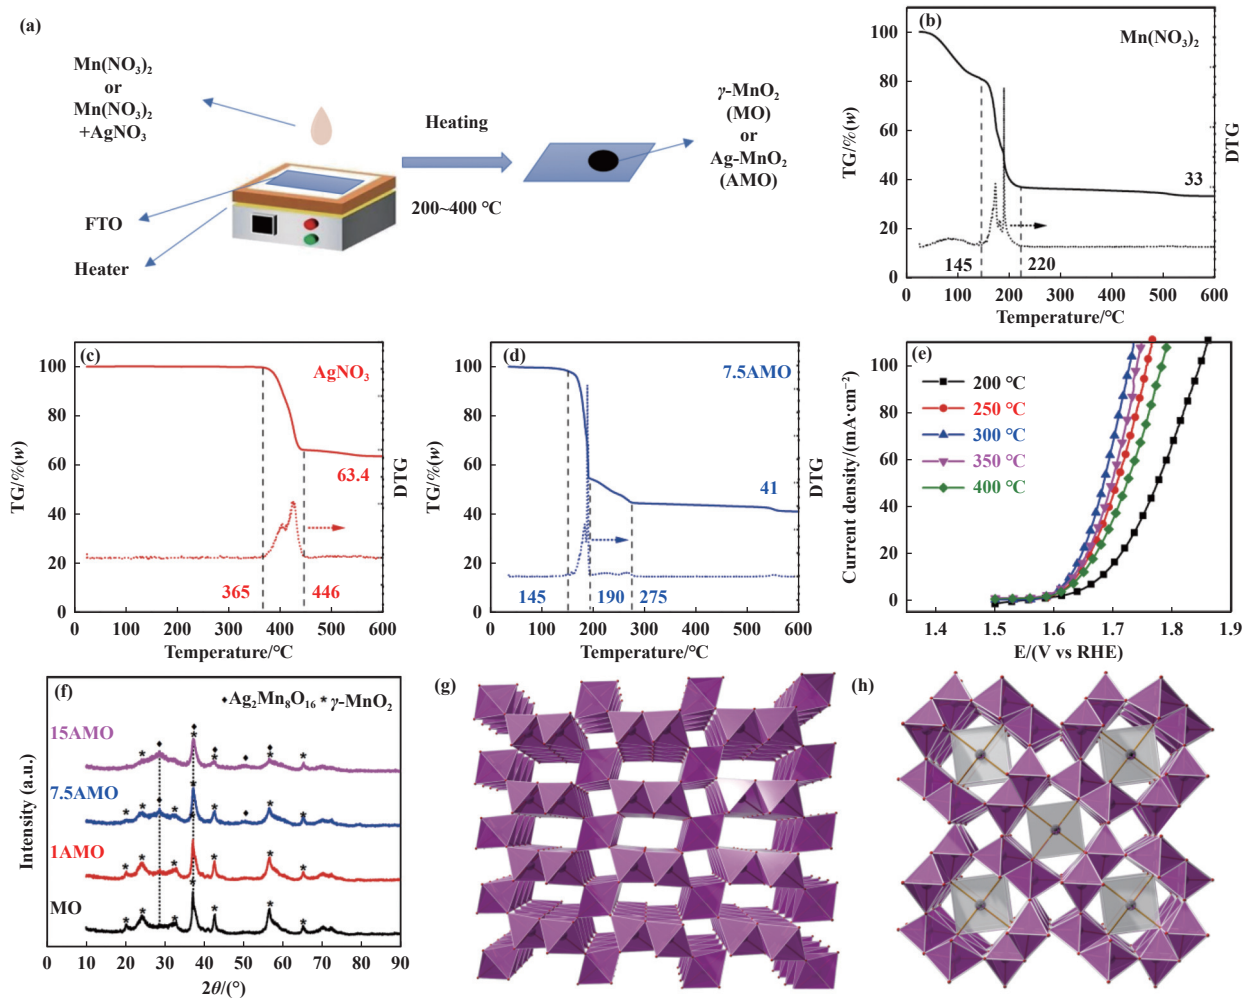 (a)
Mn(NO₃)₂
or
Mn(NO₃)₂
+AgNO₃
FTO
Heater
Heating
200~400 ℃
γ-MnO₂
(MO)
or
Ag-MnO₂
(AMO)
(b)
Mn(NO₃)₂
TG/%(w)
DTG
100
80
60
40
20
0
33
145
220
0
100
200
300
400
500
600
Temperature/℃
(c)
AgNO₃
TG/%(w)
DTG
100
80
60
40
20
0
63.4
365
446
0
100
200
300
400
500
600
Temperature/℃
(d)
7.5AMO
TG/%(w)
DTG
100
80
60
40
20
0
41
145
190
275
0
100
200
300
400
500
600
Temperature/℃
(e)
200 ℃
250 ℃
300 ℃
350 ℃
400 ℃
Current density/(mA·cm⁻²)
100
80
60
40
20
0
1.4
1.5
1.6
1.7
1.8
1.9
E/(V vs RHE)
(f)
♦Ag₂Mn₈O₁₆ * γ-MnO₂
15AMO
7.5AMO
1AMO
MO
Intensity (a.u.)
0
10
20
30
40
50
60
70
80
90
2θ/(°)
(g)
(h)